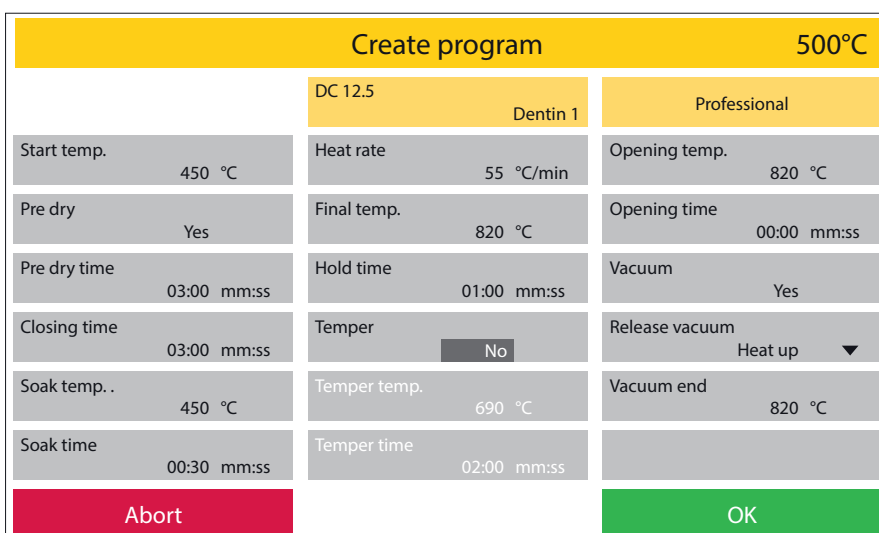 Create program 500°C
DC 12.5
Dentin 1
Professional
Start temp.
450 °C
Heat rate
55 °C/min
Opening temp.
820 °C
Pre dry
Yes
Final temp.
820 °C
Opening time
00:00 mm:ss
Pre dry time
03:00 mm:ss
Hold time
01:00 mm:ss
Vacuum
Yes
Closing time
03:00 mm:ss
Temper
No
Release vacuum
Heat up
Soak temp. .
450 °C
Temper temp.
690 °C
Vacuum end
820 °C
Soak time
00:30 mm:ss
Temper time
02:00 mm:ss
Abort
OK